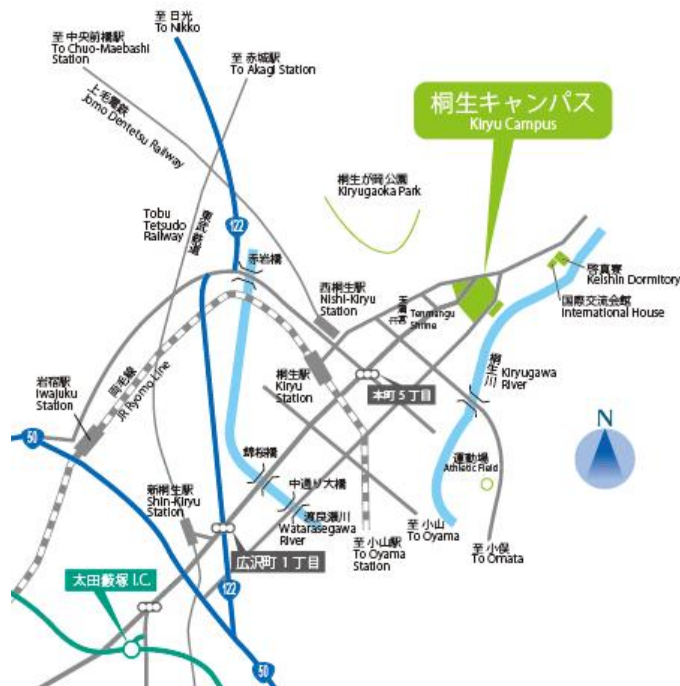 至 日光
To Nikko
至 中央前橋駅
To Chuo-Maebashi
Station
至 赤城駅
To Akagi Station
上毛電鉄
Jomo Dentetsu Railway
桐生キャンパス
Kiryu Campus
桐生が岡公園
Kiryugaoka Park
Tobu
Tetsudo
Railway
東武鉄道
122
赤岩橋
西桐生駅
Nishi-Kiryu
Station
天満宮
Tenmangu
Shrine
啓真寮
Keishin Dormitory
国際交流会館
International House
岩宿駅
Iwajuku
Station
両毛線
JR Ryomo Line
桐生駅
Kiryu
Station
本町5丁目
桐生川
Kiryugawa
River
N
50
錦桜橋
運動場
Athletic Field
新桐生駅
Shin-Kiryu
Station
中通り大橋
渡良瀬川
Watarasegawa
River
至 小山駅
To Oyama
Station
至 小山
To Oyama
至 小俣
To Omata
広沢町1丁目
太田藪塚 I.C.
122
50